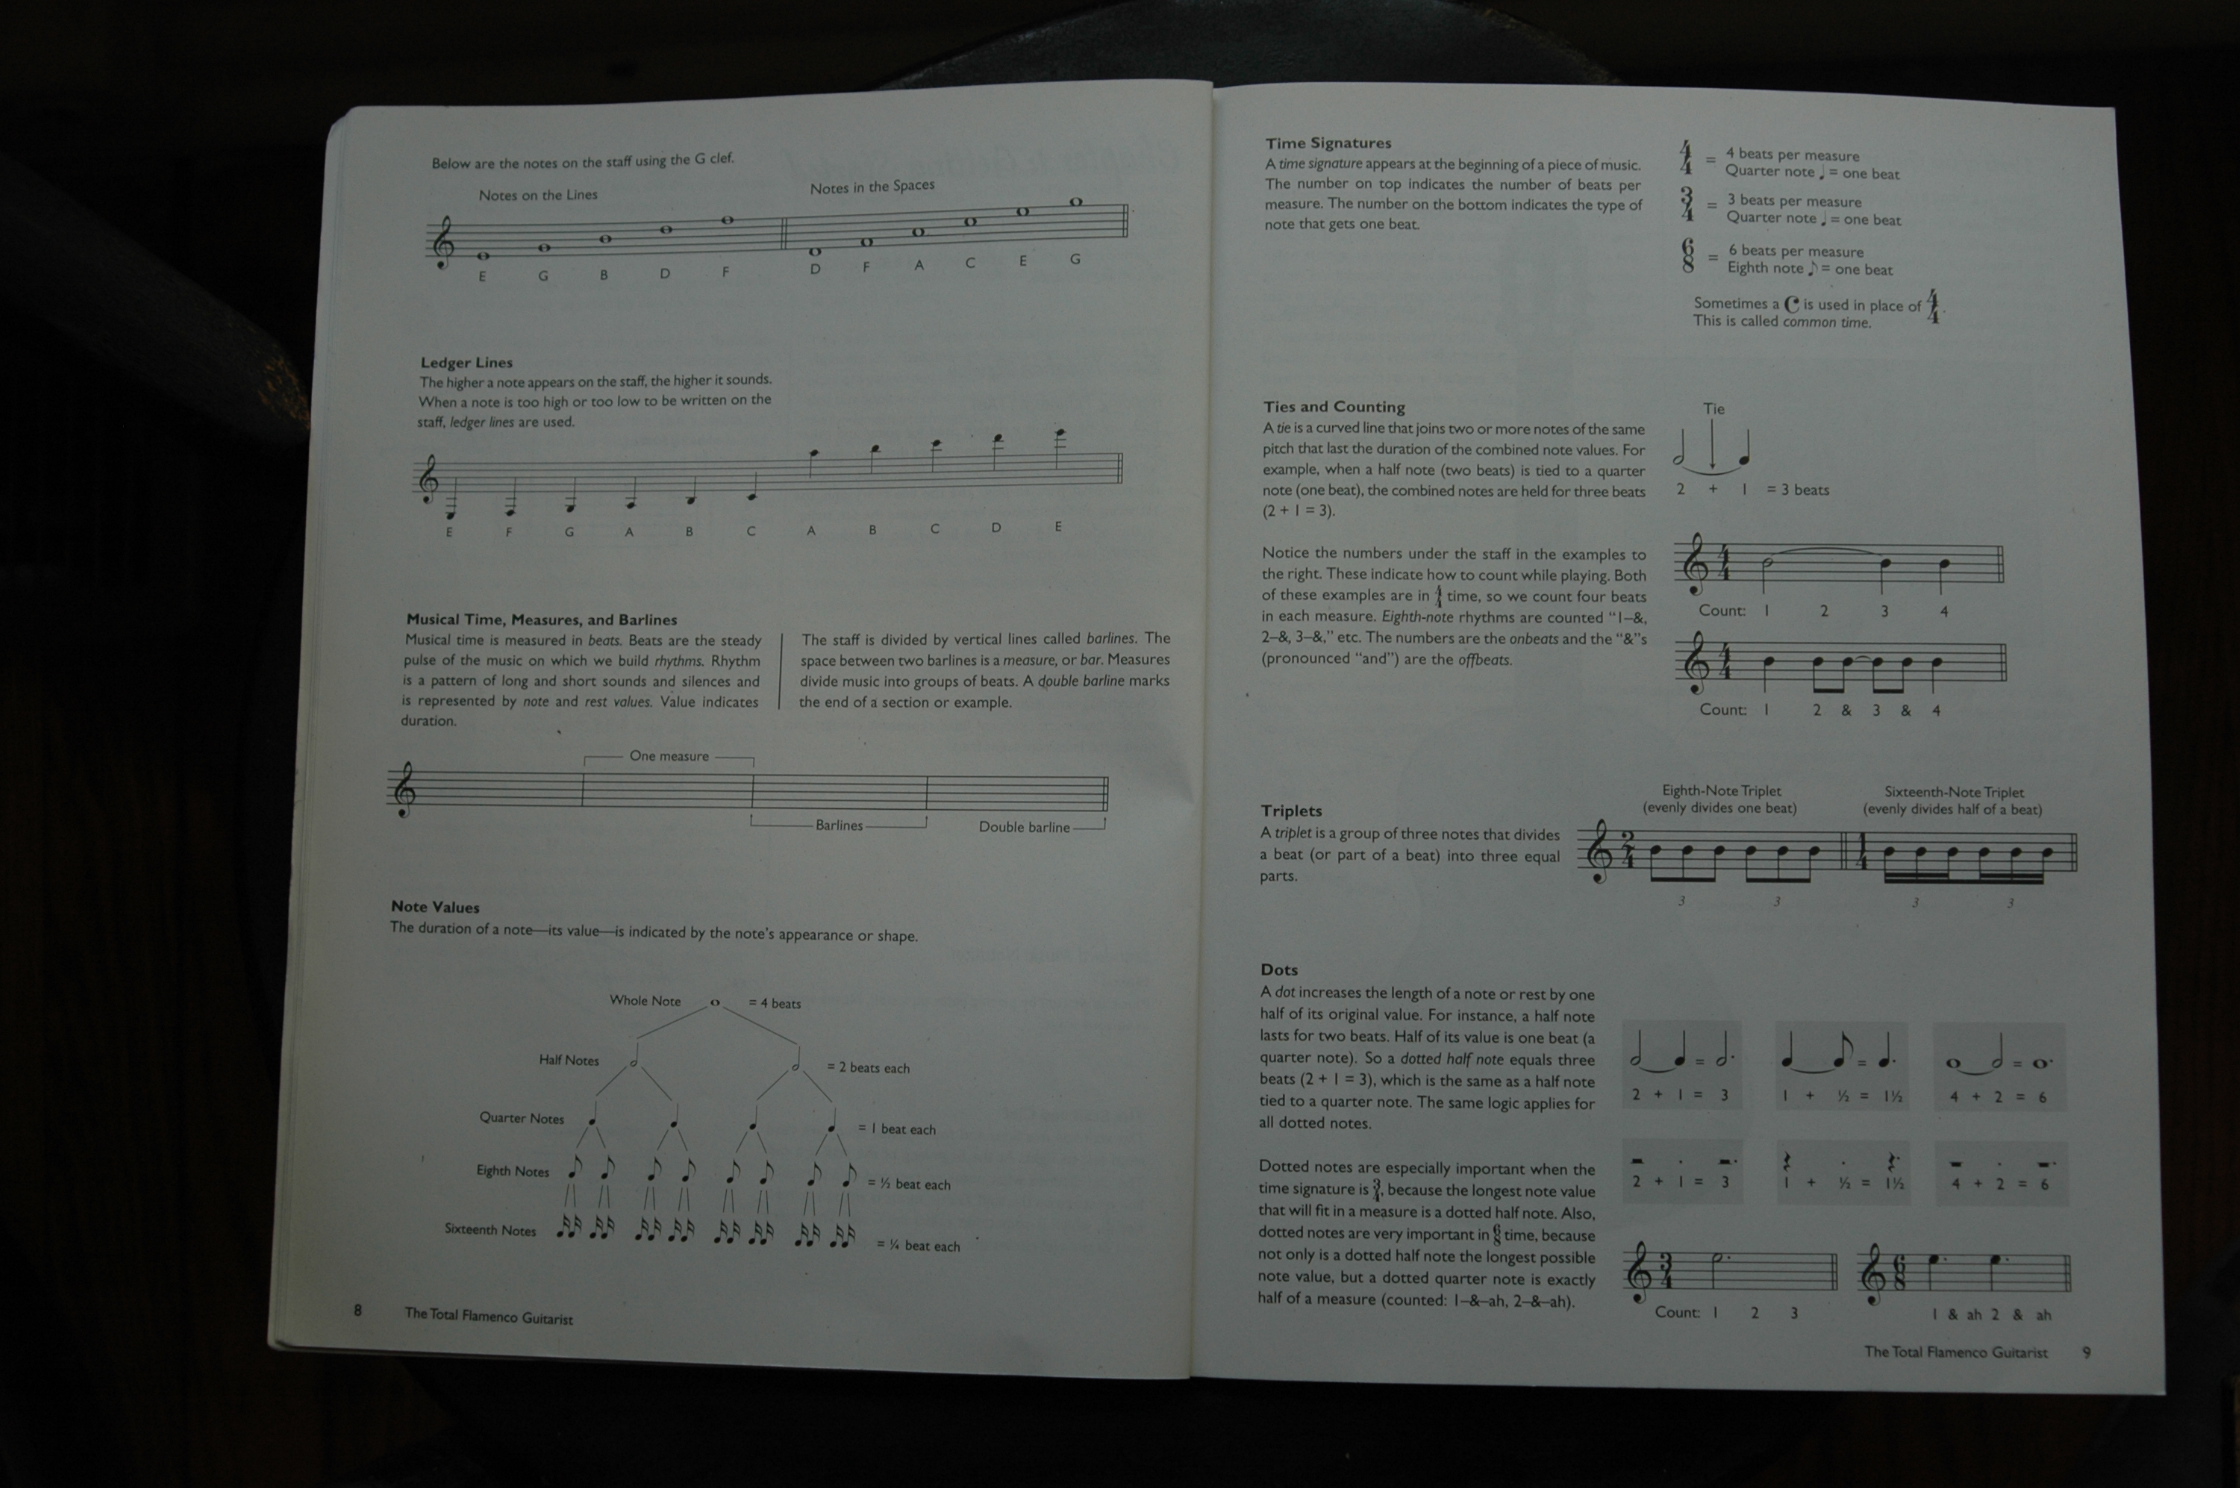 Below are the notes on the staff using the G clef.
Notes on the Lines
Notes in the Spaces
E G B D F D F A C E G
Ledger Lines
The higher a note appears on the staff, the higher it sounds.
When a note is too high or too low to be written on the
staff, ledger lines are used.
E F G A B C A B C D E
Musical Time, Measures, and Barlines
Musical time is measured in beats. Beats are the steady
pulse of the music on which we build rhythms. Rhythm
is a pattern of long and short sounds and silences and
is represented by note and rest values. Value indicates
duration.
The staff is divided by vertical lines called barlines. The
space between two barlines is a measure, or bar. Measures
divide music into groups of beats. A double barline marks
the end of a section or example.
One measure
Barlines
Double barline
Note Values
The duration of a note—its value—is indicated by the note's appearance or shape.
Whole Note = 4 beats
Half Notes = 2 beats each
Quarter Notes = 1 beat each
Eighth Notes = ½ beat each
Sixteenth Notes = ¼ beat each
8 The Total Flamenco Guitarist
Time Signatures
A time signature appears at the beginning of a piece of music.
The number on top indicates the number of beats per
measure. The number on the bottom indicates the type of
note that gets one beat.
4/4 = 4 beats per measure
Quarter note ♩ = one beat
3/4 = 3 beats per measure
Quarter note ♩ = one beat
6/8 = 6 beats per measure
Eighth note ♪ = one beat
Sometimes a C is used in place of 4/4.
This is called common time.
Ties and Counting
A tie is a curved line that joins two or more notes of the same
pitch that last the duration of the combined note values. For
example, when a half note (two beats) is tied to a quarter
note (one beat), the combined notes are held for three beats
(2 + 1 = 3).
Tie
2 + 1 = 3 beats
Notice the numbers under the staff in the examples to
the right. These indicate how to count while playing. Both
of these examples are in 4/4 time, so we count four beats
in each measure. Eighth-note rhythms are counted "1–&,
2–&, 3–&," etc. The numbers are the onbeats and the "&"s
(pronounced "and") are the offbeats.
4/4
Count: 1 2 3 4
4/4
Count: 1 2 & 3 & 4
Triplets
A triplet is a group of three notes that divides
a beat (or part of a beat) into three equal
parts.
Eighth-Note Triplet
(evenly divides one beat)
Sixteenth-Note Triplet
(evenly divides half of a beat)
2/4 1/4
3 3 3 3
Dots
A dot increases the length of a note or rest by one
half of its original value. For instance, a half note
lasts for two beats. Half of its value is one beat (a
quarter note). So a dotted half note equals three
beats (2 + 1 = 3), which is the same as a half note
tied to a quarter note. The same logic applies for
all dotted notes.
Dotted notes are especially important when the
time signature is 3/4, because the longest note value
that will fit in a measure is a dotted half note. Also,
dotted notes are very important in 6/8 time, because
not only is a dotted half note the longest possible
note value, but a dotted quarter note is exactly
half of a measure (counted: 1–&–ah, 2–&–ah).
2 + 1 = 3
1 + ½ = 1½
4 + 2 = 6
2 + 1 = 3
1 + ½ = 1½
4 + 2 = 6
3/4
Count: 1 2 3
6/8
1 & ah 2 & ah
The Total Flamenco Guitarist 9